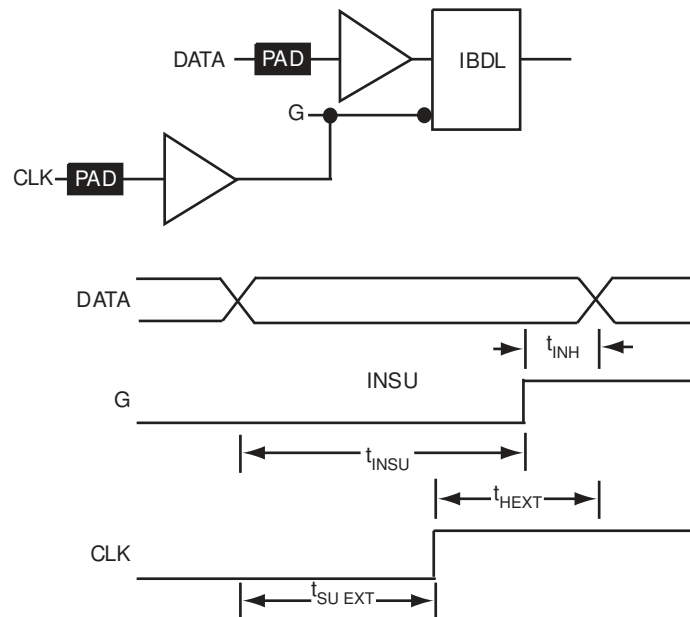 DATA PAD IBDL
G
CLK PAD
DATA
tINH
INSU
G
tINSU
tHEXT
CLK
tSU EXT